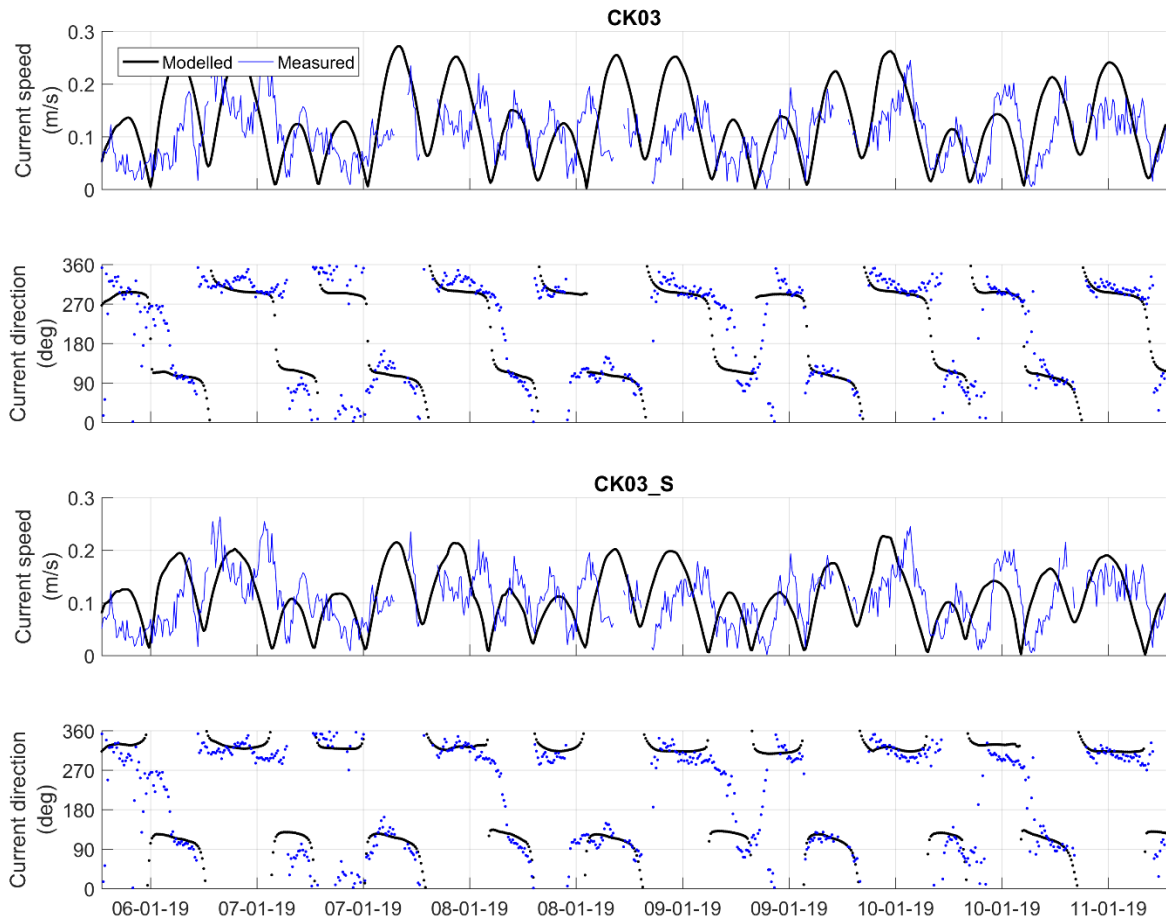 CK03
0.3
0.2
0.1
0
Current speed
(m/s)
Modelled Measured
360
270
180
90
0
Current direction
(deg)
CK03_S
0.3
0.2
0.1
0
Current speed
(m/s)
360
270
180
90
0
Current direction
(deg)
06-01-19 07-01-19 07-01-19 08-01-19 08-01-19 09-01-19 09-01-19 10-01-19 10-01-19 11-01-19